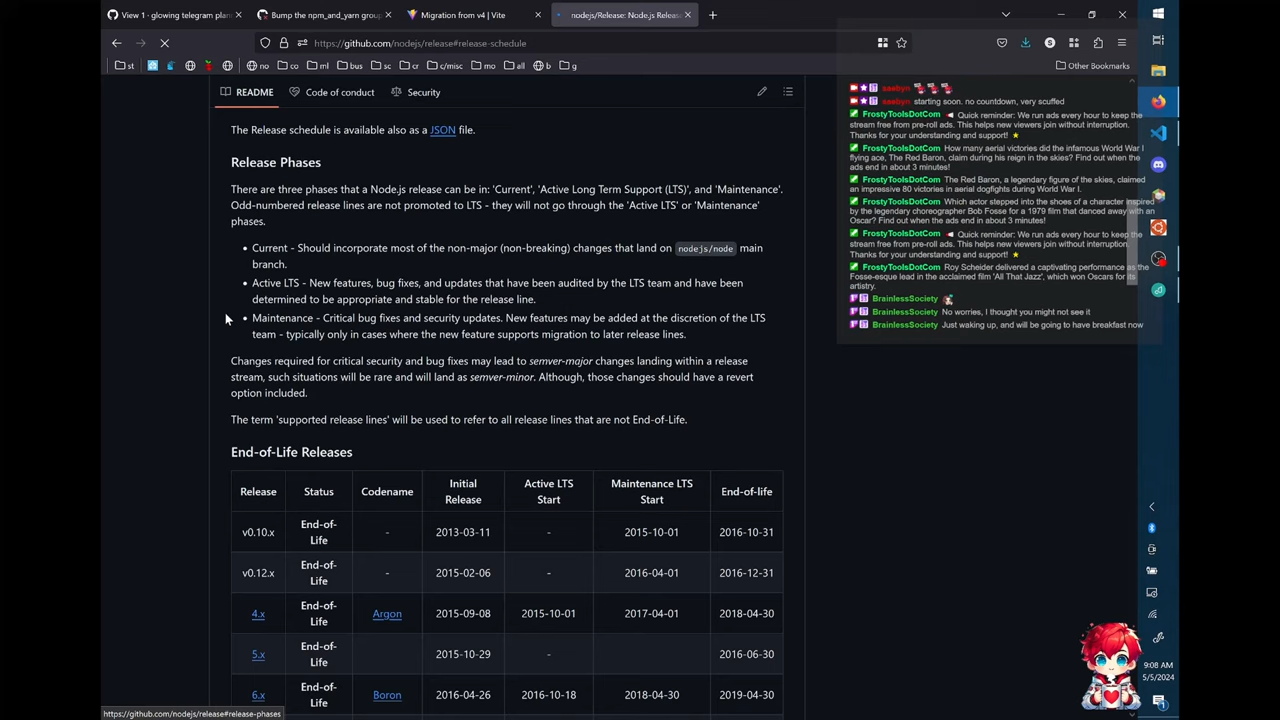 View 1 · glowing telegram plan
Bump the npm_and_yarn group
Migration from v4 | Vite
nodejs/Release: Node.js Release
https://github.com/nodejs/release#release-schedule
st
no
co
ml
bus
sc
cr
c/misc
mo
all
b
g
Other Bookmarks
README
Code of conduct
Security
The Release schedule is available also as a JSON file.
Release Phases
There are three phases that a Node.js release can be in: 'Current', 'Active Long Term Support (LTS)', and 'Maintenance'.
Odd-numbered release lines are not promoted to LTS - they will not go through the 'Active LTS' or 'Maintenance'
phases.
• Current - Should incorporate most of the non-major (non-breaking) changes that land on nodejs/node main
branch.
• Active LTS - New features, bug fixes, and updates that have been audited by the LTS team and have been
determined to be appropriate and stable for the release line.
• Maintenance - Critical bug fixes and security updates. New features may be added at the discretion of the LTS
team - typically only in cases where the new feature supports migration to later release lines.
Changes required for critical security and bug fixes may lead to semver-major changes landing within a release
stream, such situations will be rare and will land as semver-minor. Although, those changes should have a revert
option included.
The term 'supported release lines' will be used to refer to all release lines that are not End-of-Life.
End-of-Life Releases
Release Status Codename Initial Release Active LTS Start Maintenance LTS Start End-of-life
v0.10.x End-of-Life - 2013-03-11 - 2015-10-01 2016-10-31
v0.12.x End-of-Life - 2015-02-06 - 2016-04-01 2016-12-31
4.x End-of-Life Argon 2015-09-08 2015-10-01 2017-04-01 2018-04-30
5.x End-of-Life 2015-10-29 - 2016-06-30
6.x End-of-Life Boron 2016-04-26 2016-10-18 2018-04-30 2019-04-30
https://github.com/nodejs/release#release-phases
saebyn
saebyn starting soon. no countdown, very scuffed
FrostyToolsDotCom Quick reminder: We run ads every hour to keep the
stream free from pre-roll ads. This helps new viewers join without interruption.
Thanks for your understanding and support!
FrostyToolsDotCom How many aerial victories did the infamous World War I
flying ace, The Red Baron, claim during his reign in the skies? Find out when the
ads end in about 3 minutes!
FrostyToolsDotCom The Red Baron, a legendary figure of the skies, claimed
an impressive 80 victories in aerial dogfights during World War I.
FrostyToolsDotCom Which actor stepped into the shoes of a character inspired
by the legendary choreographer Bob Fosse for a 1979 film that danced away with an
Oscar? Find out when the ads end in about 3 minutes!
FrostyToolsDotCom Quick reminder: We run ads every hour to keep the
stream free from pre-roll ads. This helps new viewers join without interruption.
Thanks for your understanding and support!
FrostyToolsDotCom Roy Scheider delivered a captivating performance as the
Fosse-esque lead in the acclaimed film 'All That Jazz', which won Oscars for its
artistry.
BrainlessSociety
BrainlessSociety No worries, I thought you might not see it
BrainlessSociety Just waking up, and will be going to have breakfast now
9:08 AM
5/5/2024
1